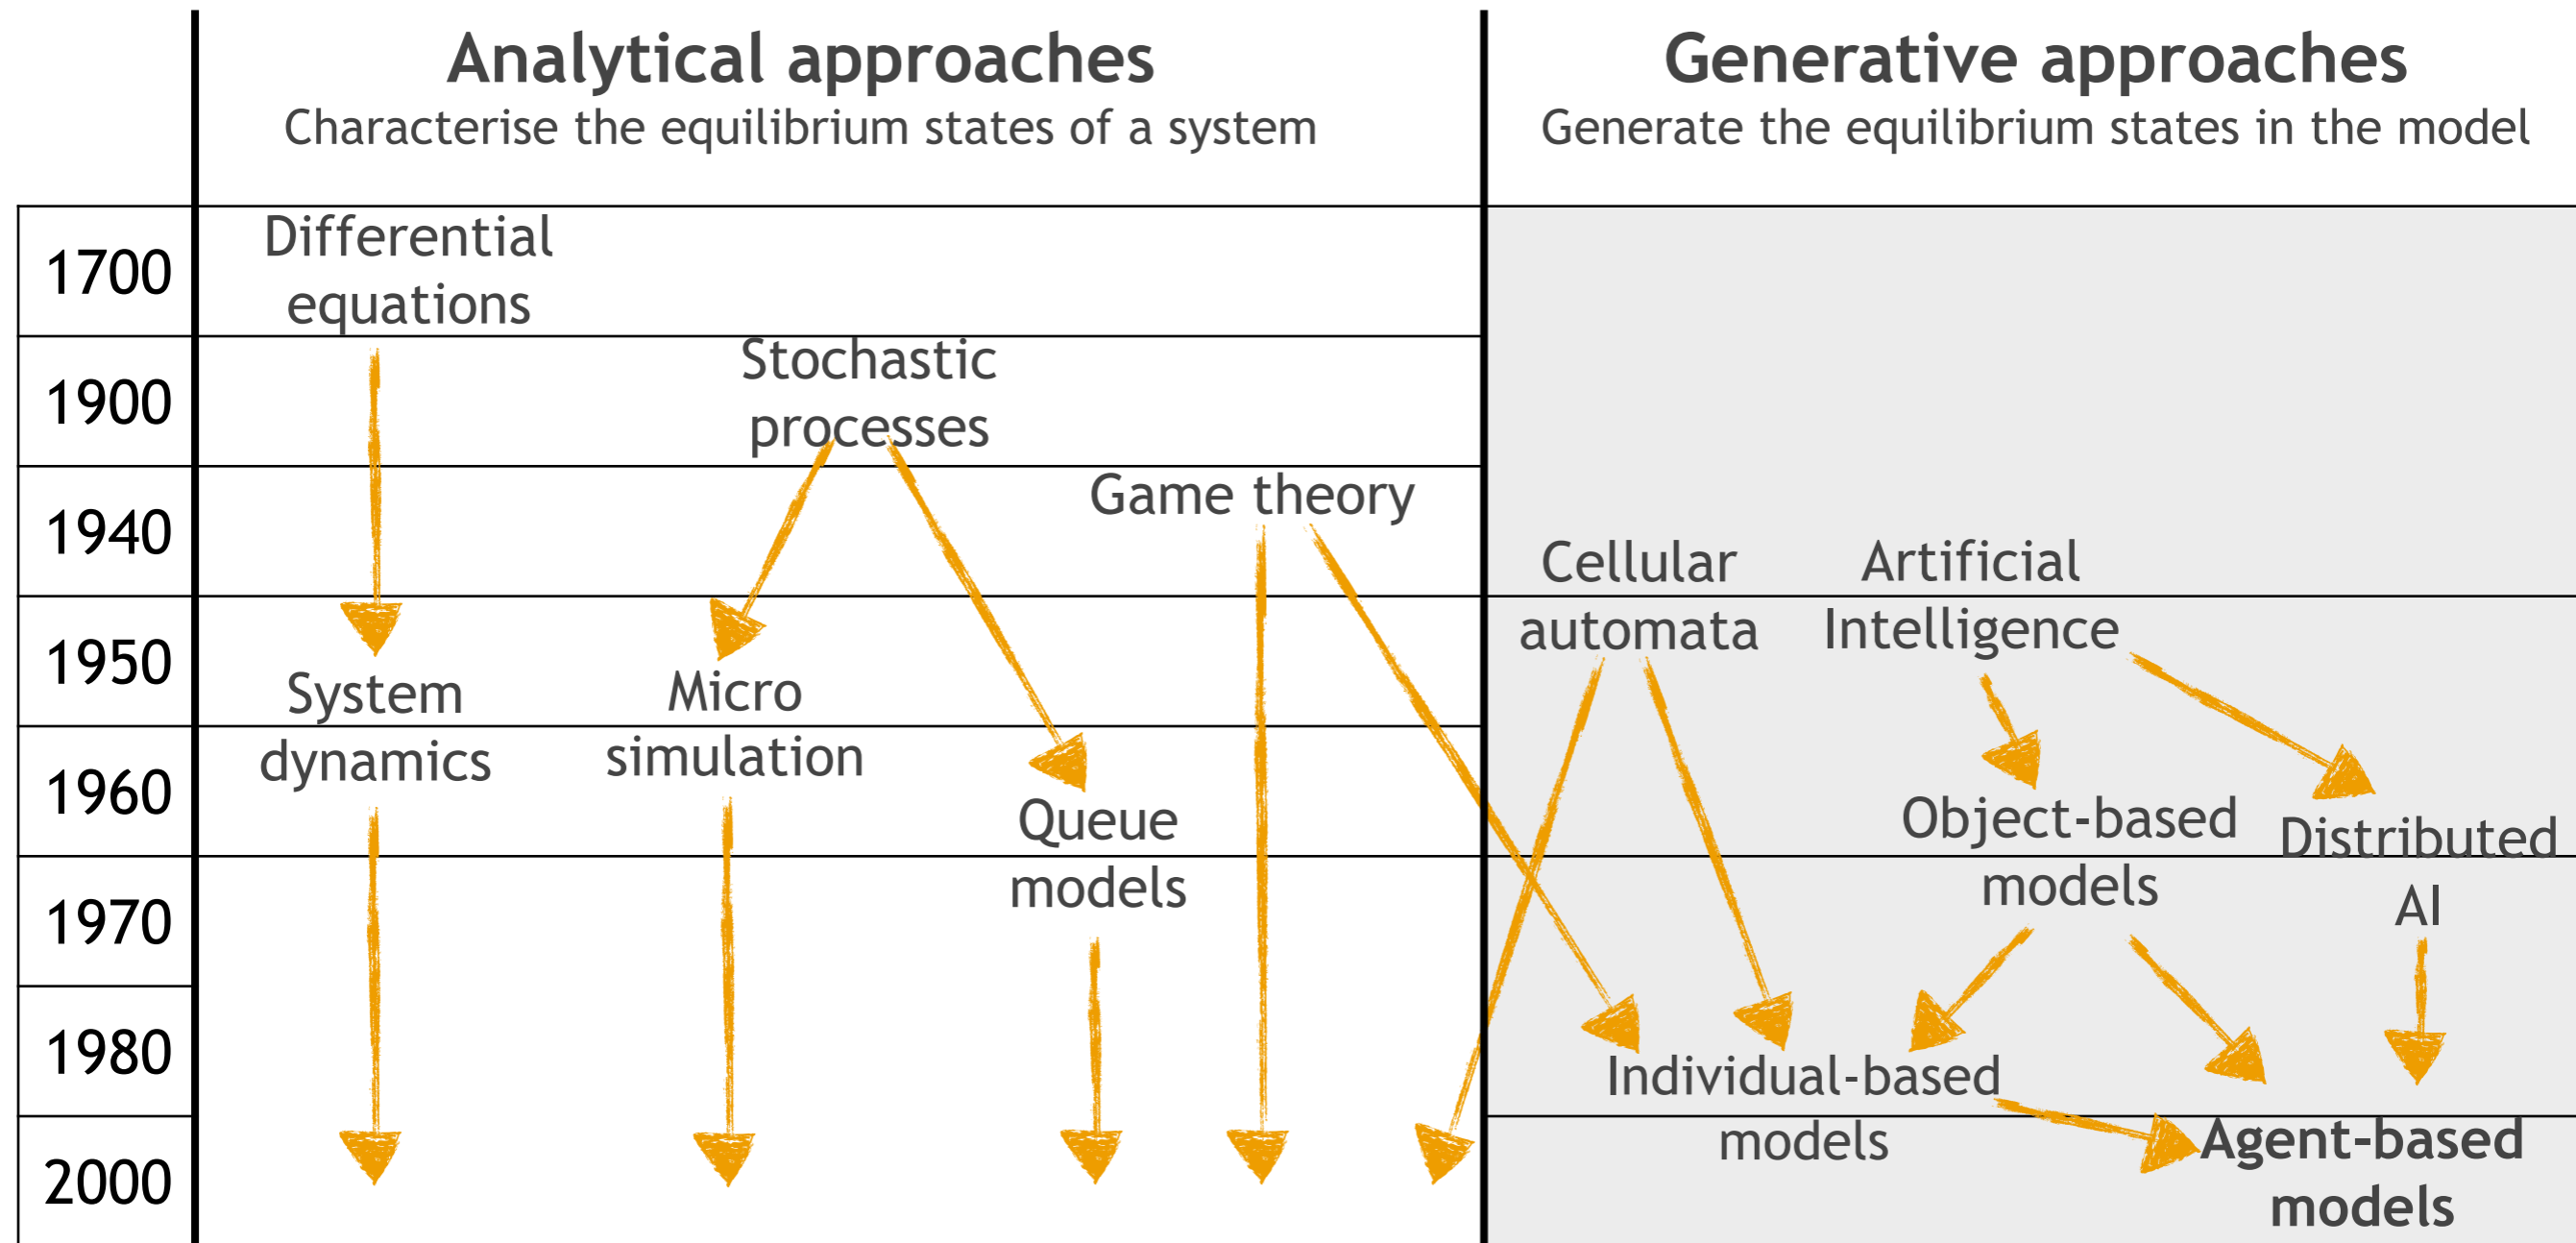 Analytical approaches
Characterise the equilibrium states of a system
Generative approaches
Generate the equilibrium states in the model
1700
Differential
equations
1900
Stochastic
processes
1940
Game theory
Cellular
automata
Artificial
Intelligence
1950
System
dynamics
Micro
simulation
1960
Queue
models
Object-based
models
Distributed
AI
1970
1980
Individual-based
models
2000
Agent-based
models